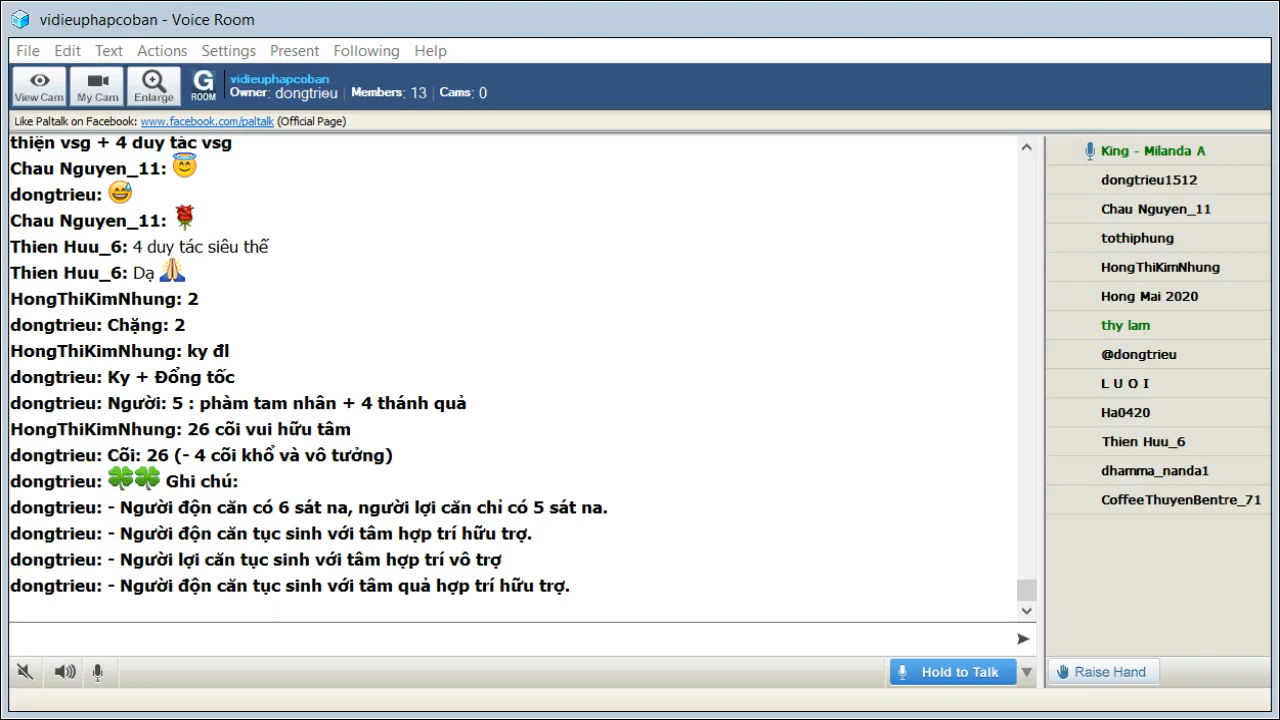 vidieuphapcoban - Voice Room
File Edit Text Actions Settings Present Following Help
View Cam My Cam Enlarge G ROOM
vidieuphapcoban
Owner: dongtrieu | Members: 13 | Cams: 0
Like Paltalk on Facebook: www.facebook.com/paltalk (Official Page)
thiện vsg + 4 duy tác vsg
Chau Nguyen_11: 😇
dongtrieu: 😅
Chau Nguyen_11: 🌹
Thien Huu_6: 4 duy tác siêu thế
Thien Huu_6: Dạ 🙏
HongThiKimNhung: 2
dongtrieu: Chặng: 2
HongThiKimNhung: ky đl
dongtrieu: Ky + Đổng tốc
dongtrieu: Người: 5 : phàm tam nhân + 4 thánh quả
HongThiKimNhung: 26 cõi vui hữu tâm
dongtrieu: Cõi: 26 (- 4 cõi khổ và vô tưởng)
dongtrieu: 🍀🍀 Ghi chú:
dongtrieu: - Người độn căn có 6 sát na, người lợi căn chỉ có 5 sát na.
dongtrieu: - Người độn căn tục sinh với tâm hợp trí hữu trợ.
dongtrieu: - Người lợi căn tục sinh với tâm hợp trí vô trợ
dongtrieu: - Người độn căn tục sinh với tâm quả hợp trí hữu trợ.
King - Milanda A
dongtrieu1512
Chau Nguyen_11
tothiphung
HongThiKimNhung
Hong Mai 2020
thy lam
@dongtrieu
L U O I
Ha0420
Thien Huu_6
dhamma_nanda1
CoffeeThuyenBentre_71
Hold to Talk
Raise Hand